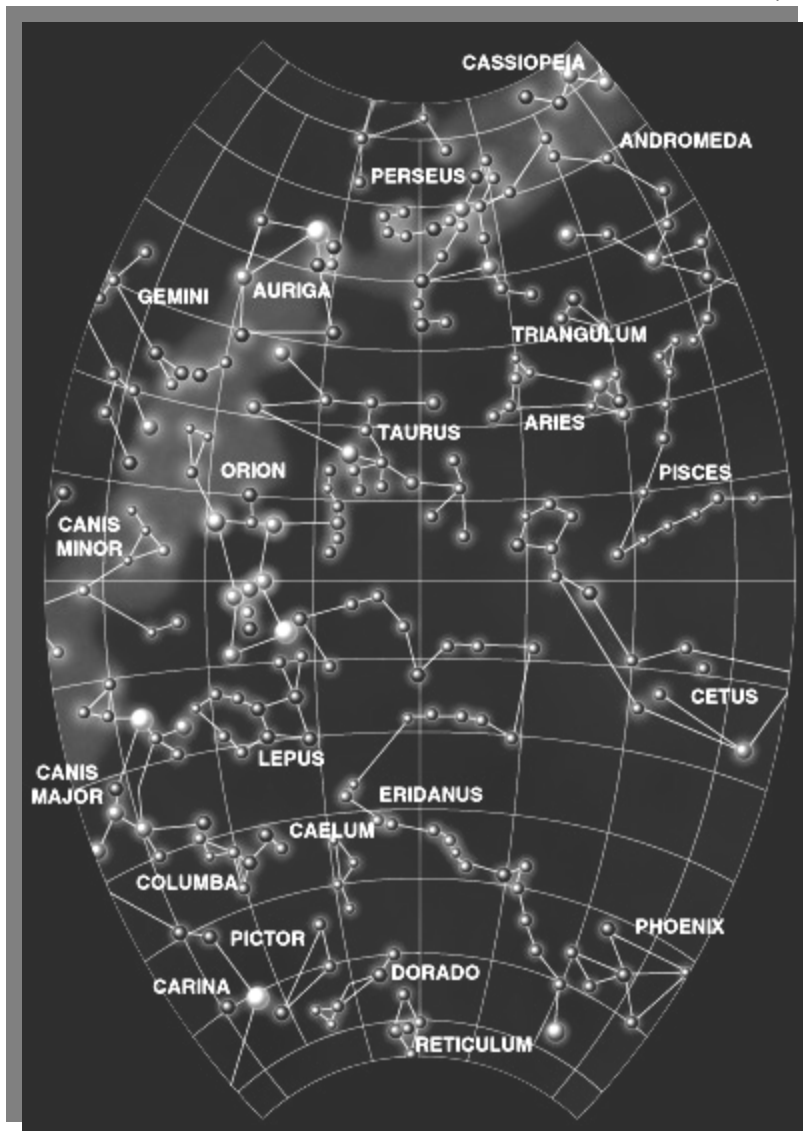 CASSIOPEIA
ANDROMEDA
PERSEUS
GEMINI
AURIGA
TRIANGULUM
TAURUS
ARIES
ORION
PISCES
CANIS
MINOR
CETUS
LEPUS
CANIS
MAJOR
ERIDANUS
CAELUM
COLUMBA
PICTOR
PHOENIX
CARINA
DORADO
RETICULUM